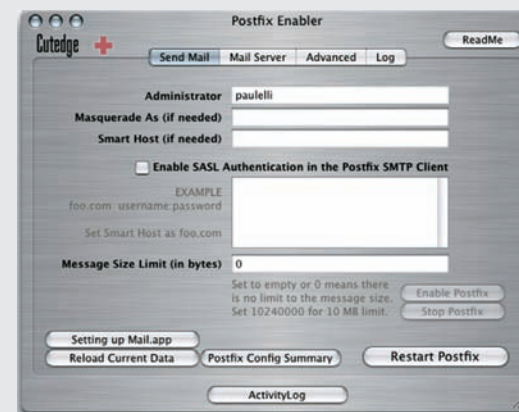 Postfix Enabler
Cutedge
ReadMe
Send Mail
Mail Server
Advanced
Log
Administrator
paulelli
Masquerade As (if needed)
Smart Host (if needed)
Enable SASL Authentication in the Postfix SMTP Client
EXAMPLE
foo.com username:password
Set Smart Host as foo.com
Message Size Limit (in bytes)
0
Set to empty or 0 means there
is no limit to the message size.
Set 10240000 for 10 MB limit.
Enable Postfix
Stop Postfix
Setting up Mail.app
Reload Current Data
Postfix Config Summary
Restart Postfix
ActivityLog